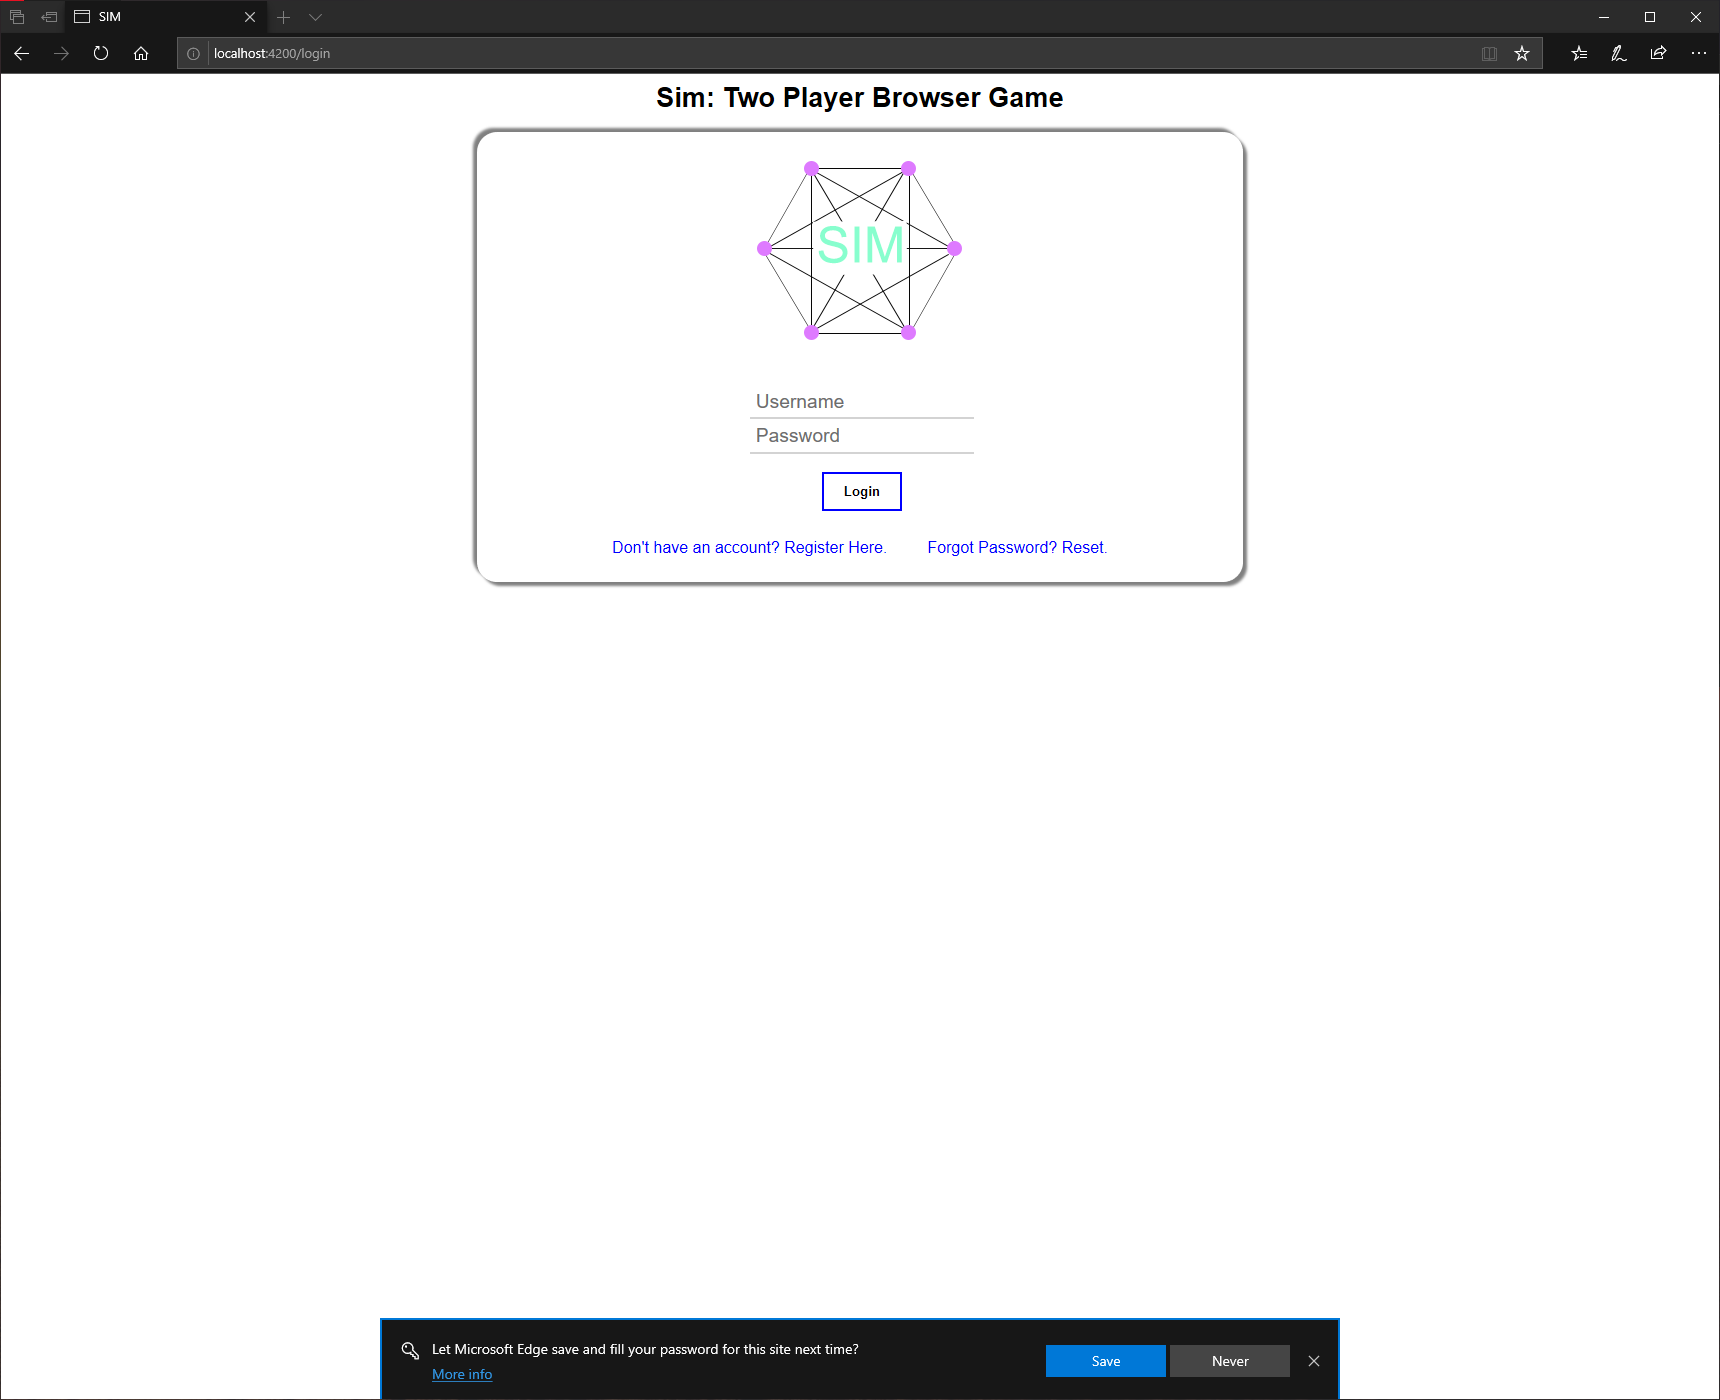 SIM
localhost:4200/login
Sim: Two Player Browser Game
SIM
Username
Password
Login
Don't have an account? Register Here. Forgot Password? Reset.
Let Microsoft Edge save and fill your password for this site next time?
More info
Save Never